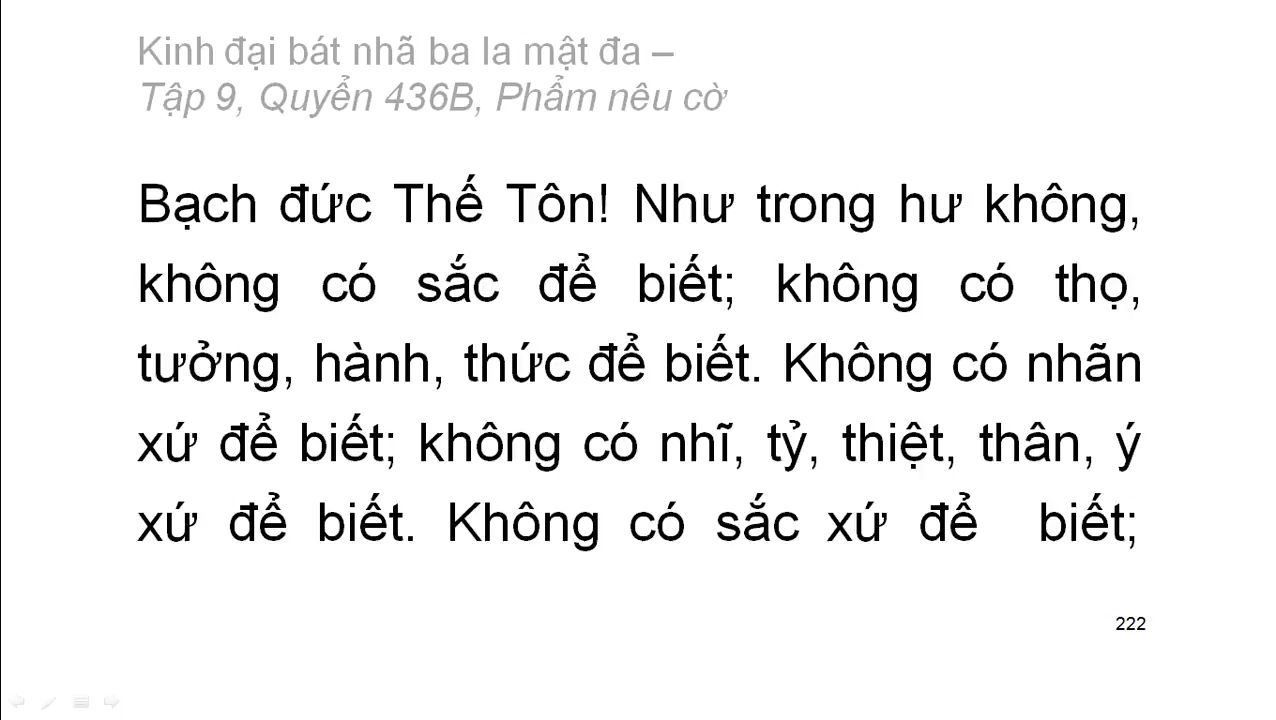 Kinh đại bát nhã ba la mật đa –
Tập 9, Quyển 436B, Phẩm nêu cờ
Bạch đức Thế Tôn! Như trong hư không,
không có sắc để biết; không có thọ,
tưởng, hành, thức để biết. Không có nhãn
xứ để biết; không có nhĩ, tỷ, thiệt, thân, ý
xứ để biết. Không có sắc xứ để biết;
222